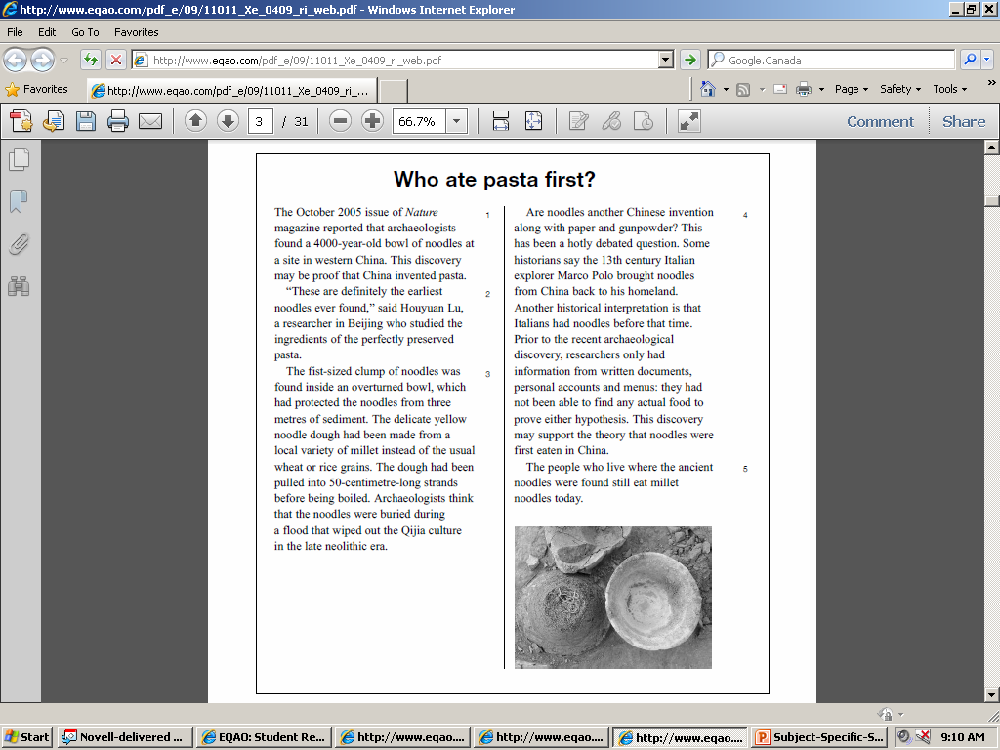 http://www.eqao.com/pdf_e/09/11011_Xe_0409_ri_web.pdf - Windows Internet Explorer
File Edit Go To Favorites
http://www.eqao.com/pdf_e/09/11011_Xe_0409_ri_web.pdf
Google.Canada
Favorites
http://www.eqao.com/pdf_e/09/11011_Xe_0409_ri_...
Page Safety Tools
3 / 31
66.7%
Comment Share
Who ate pasta first?
The October 2005 issue of Nature 1
magazine reported that archaeologists
found a 4000-year-old bowl of noodles at
a site in western China. This discovery
may be proof that China invented pasta.
“These are definitely the earliest 2
noodles ever found,” said Houyuan Lu,
a researcher in Beijing who studied the
ingredients of the perfectly preserved
pasta.
The fist-sized clump of noodles was 3
found inside an overturned bowl, which
had protected the noodles from three
metres of sediment. The delicate yellow
noodle dough had been made from a
local variety of millet instead of the usual
wheat or rice grains. The dough had been
pulled into 50-centimetre-long strands
before being boiled. Archaeologists think
that the noodles were buried during
a flood that wiped out the Qijia culture
in the late neolithic era.
Are noodles another Chinese invention 4
along with paper and gunpowder? This
has been a hotly debated question. Some
historians say the 13th century Italian
explorer Marco Polo brought noodles
from China back to his homeland.
Another historical interpretation is that
Italians had noodles before that time.
Prior to the recent archaeological
discovery, researchers only had
information from written documents,
personal accounts and menus: they had
not been able to find any actual food to
prove either hypothesis. This discovery
may support the theory that noodles were
first eaten in China.
The people who live where the ancient 5
noodles were found still eat millet
noodles today.
Start
Novell-delivered ...
EQAO: Student Re...
http://www.eqao....
http://www.eqao....
http://www.eqao....
Subject-Specific-S...
9:10 AM